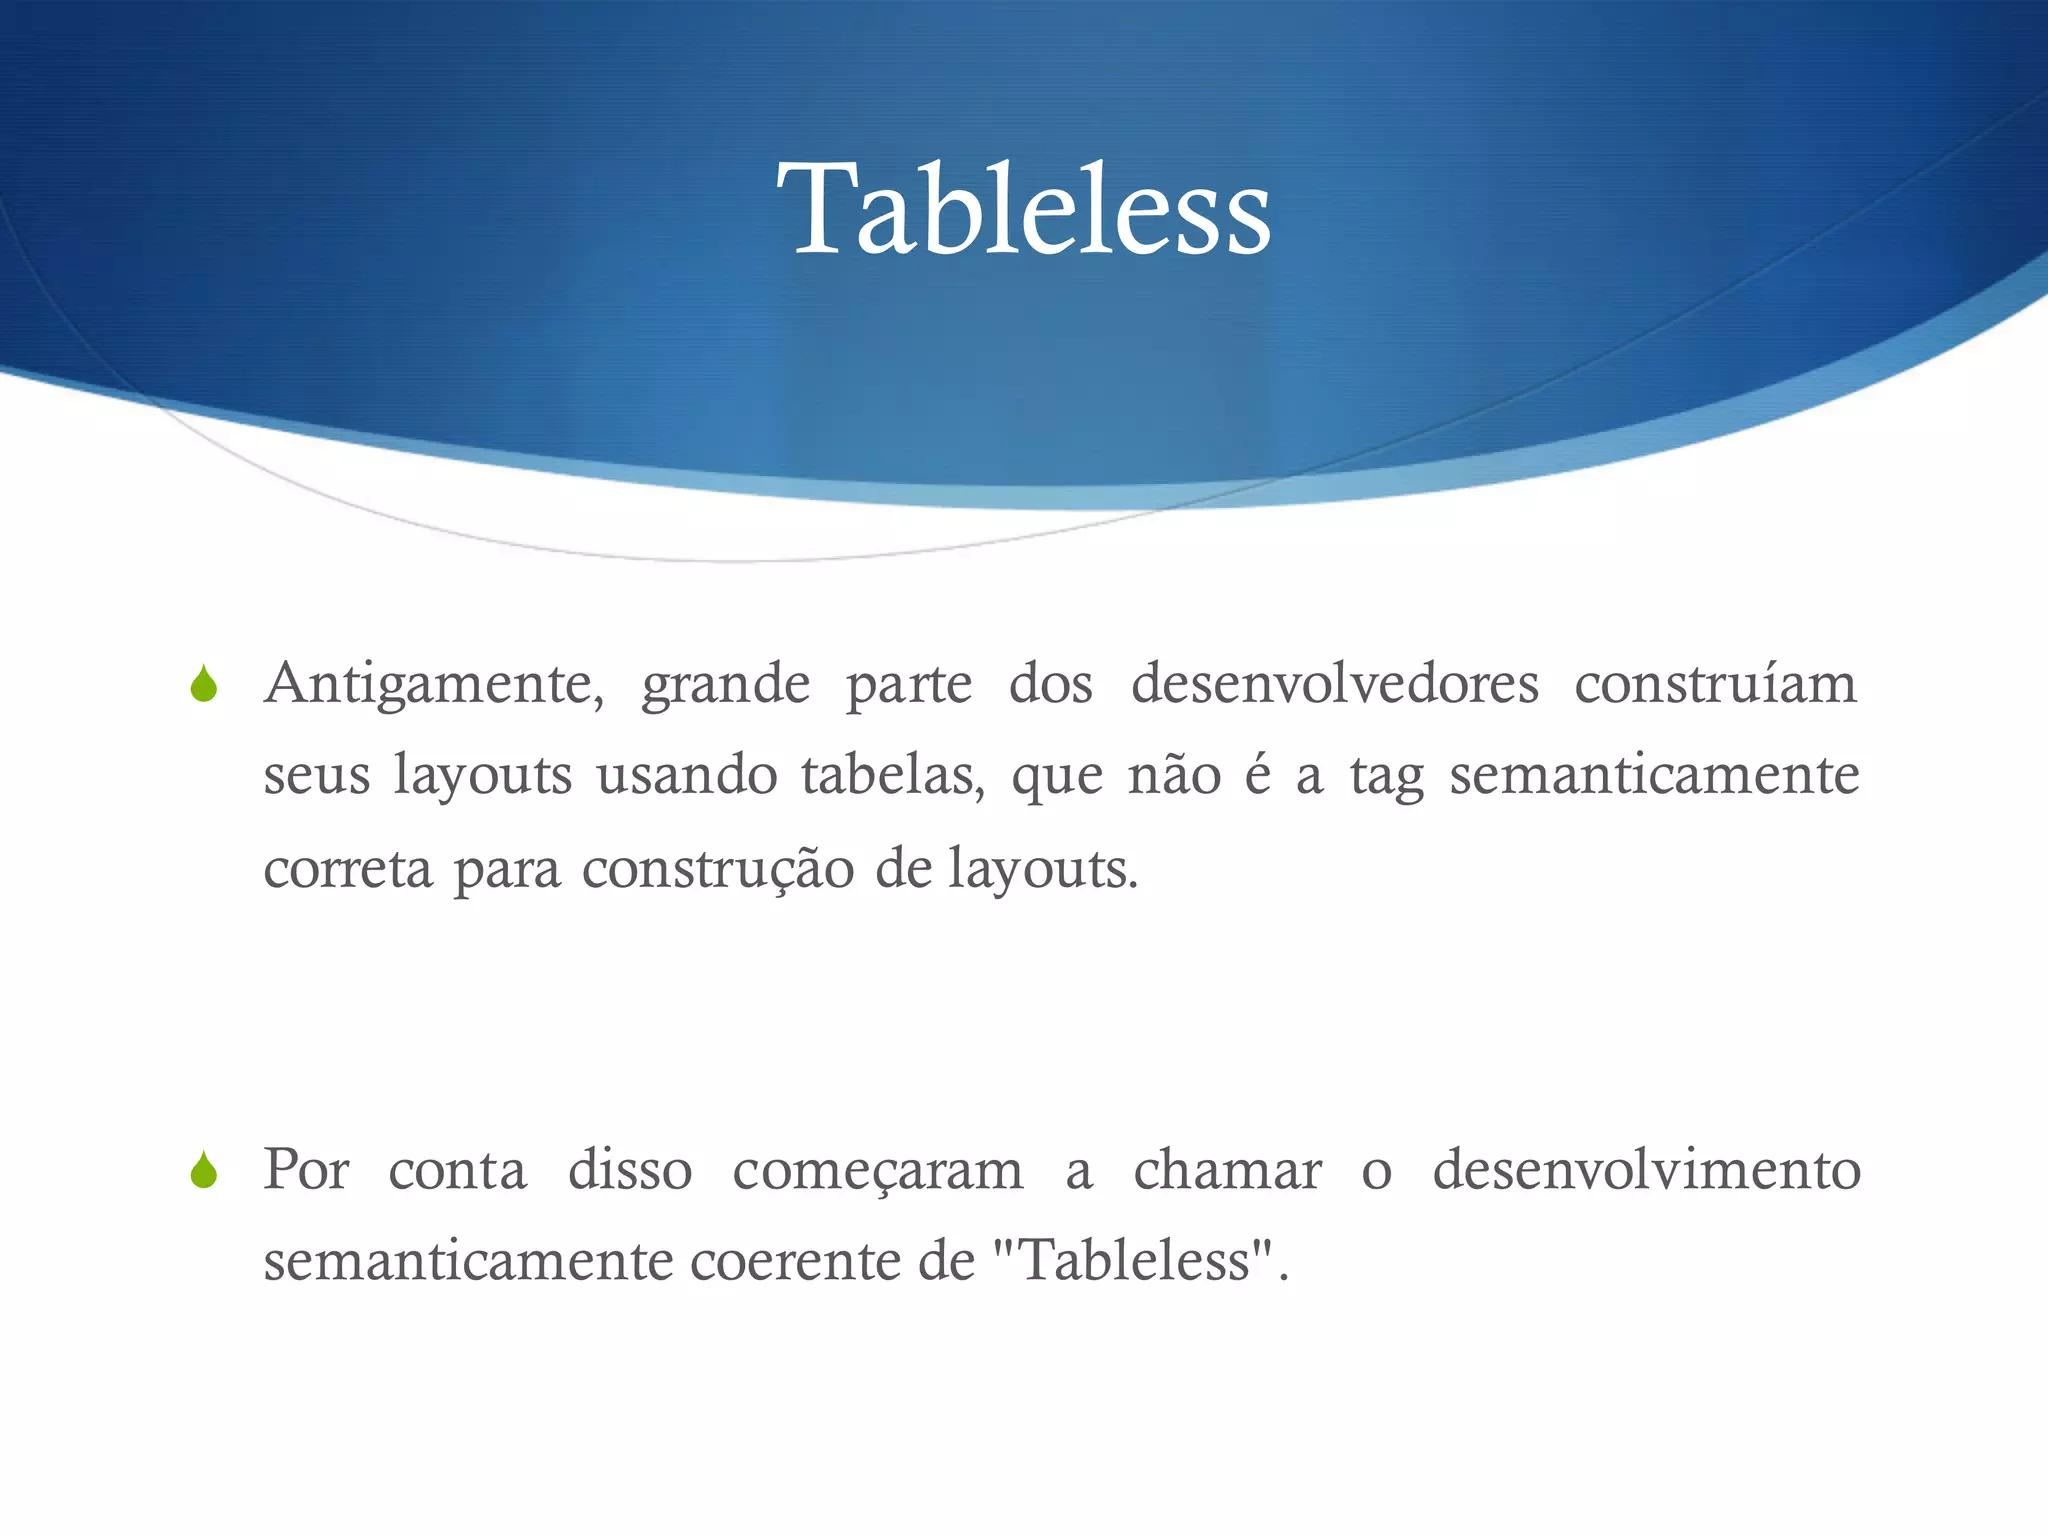 Tableless
Antigamente, grande parte dos desenvolvedores construíam
seus layouts usando tabelas, que não é a tag semanticamente
correta para construção de layouts.
Por conta disso começaram a chamar o desenvolvimento
semanticamente coerente de "Tableless".